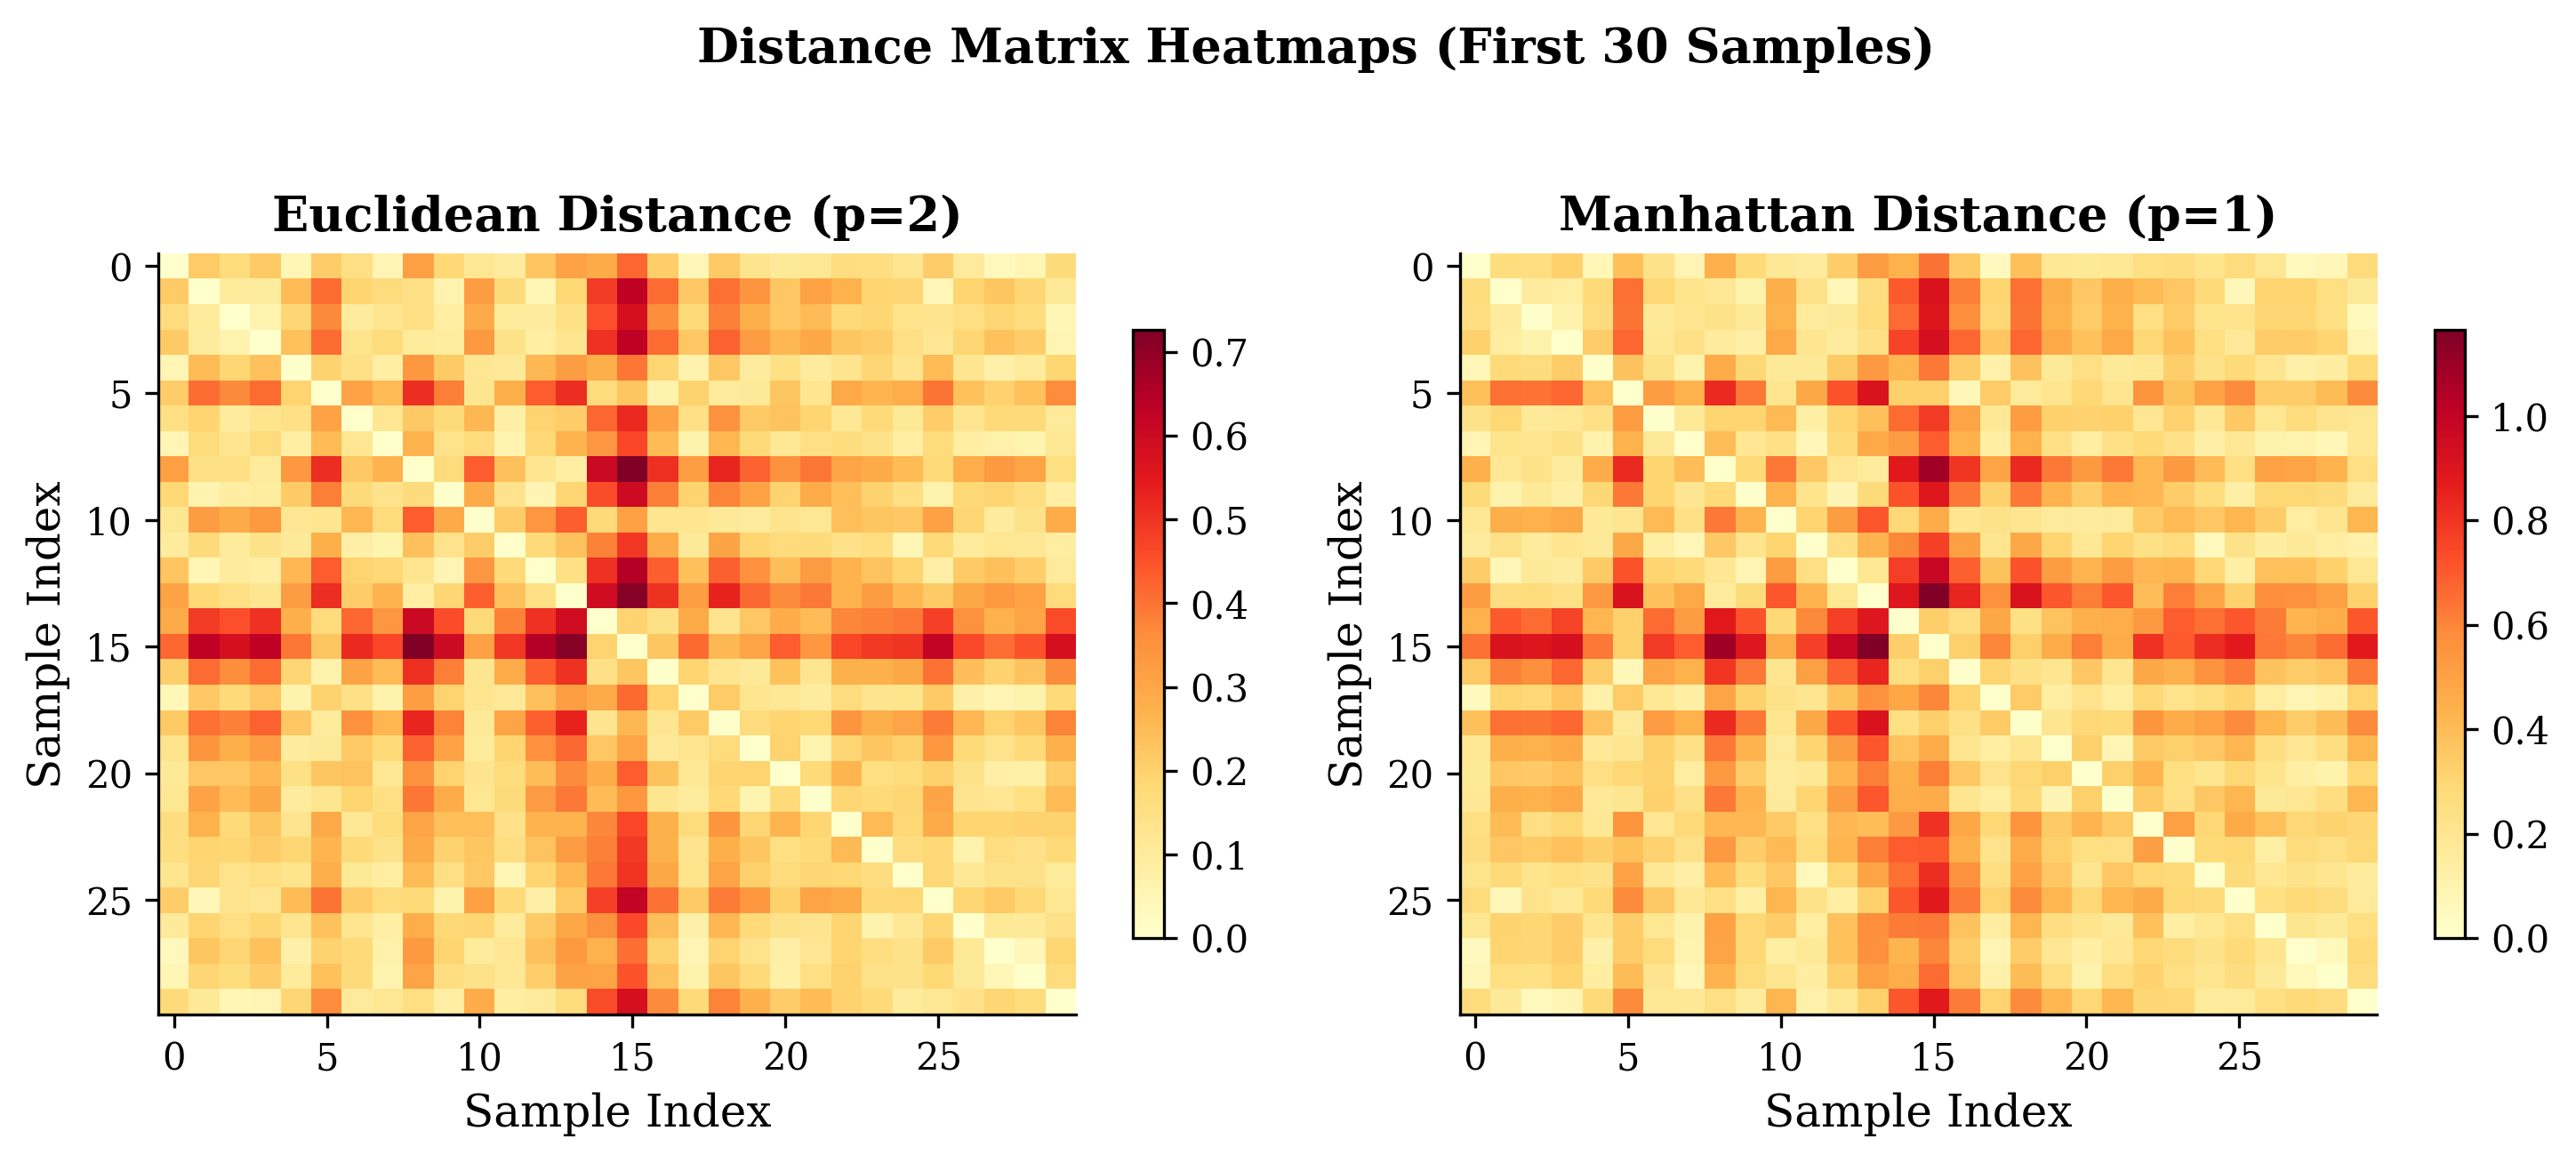 Distance Matrix Heatmaps (First 30 Samples)
Euclidean Distance (p=2)
0
5
10
15
20
25
Sample Index
0 5 10 15 20 25
Sample Index
0.7
0.6
0.5
0.4
0.3
0.2
0.1
0.0
Manhattan Distance (p=1)
0
5
10
15
20
25
Sample Index
0 5 10 15 20 25
Sample Index
1.0
0.8
0.6
0.4
0.2
0.0